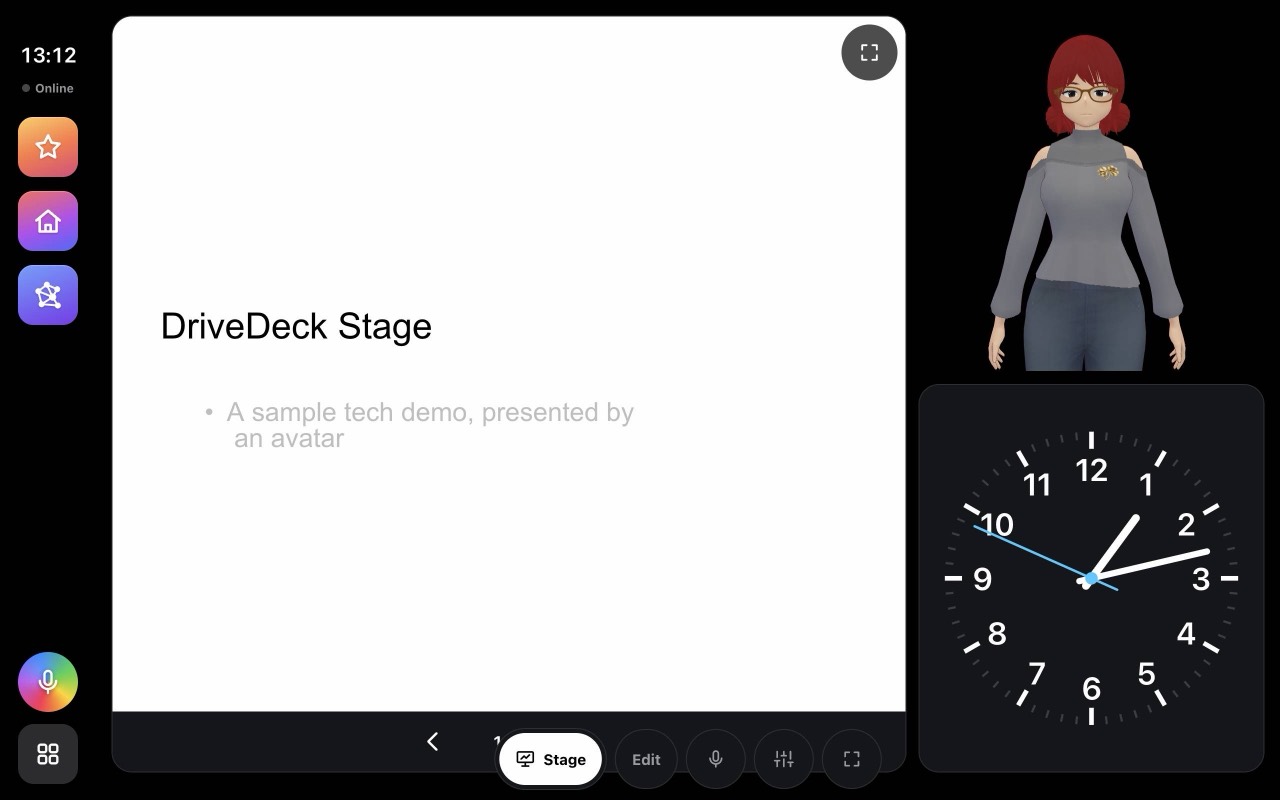 13:12
Online
DriveDeck Stage
• A sample tech demo, presented by
an avatar
12
1
2
3
4
5
6
7
8
9
10
11
Stage
Edit